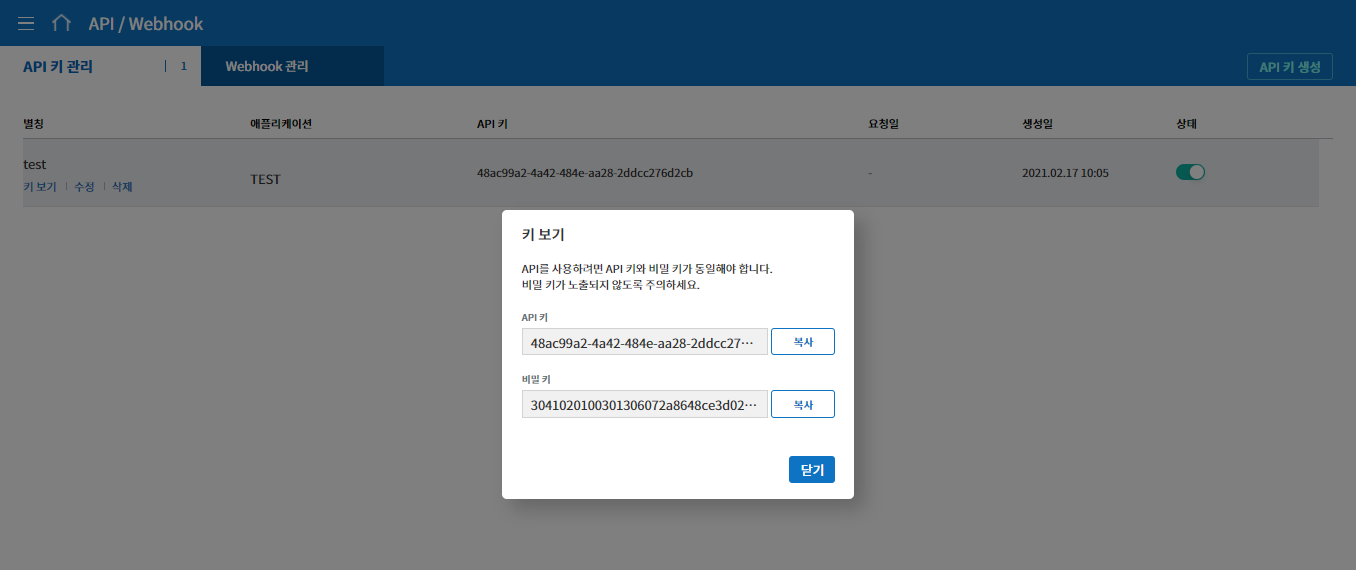 API / Webhook
API 키 관리 | 1
Webhook 관리
API 키 생성
별칭 애플리케이션 API 키 요청일 생성일 상태
test
키 보기 | 수정 | 삭제
TEST
48ac99a2-4a42-484e-aa28-2ddcc276d2cb
-
2021.02.17 10:05
키 보기
API를 사용하려면 API 키와 비밀 키가 동일해야 합니다.
비밀 키가 노출되지 않도록 주의하세요.
API 키
48ac99a2-4a42-484e-aa28-2ddcc27⋯ 복사
비밀 키
3041020100301306072a8648ce3d02⋯ 복사
닫기